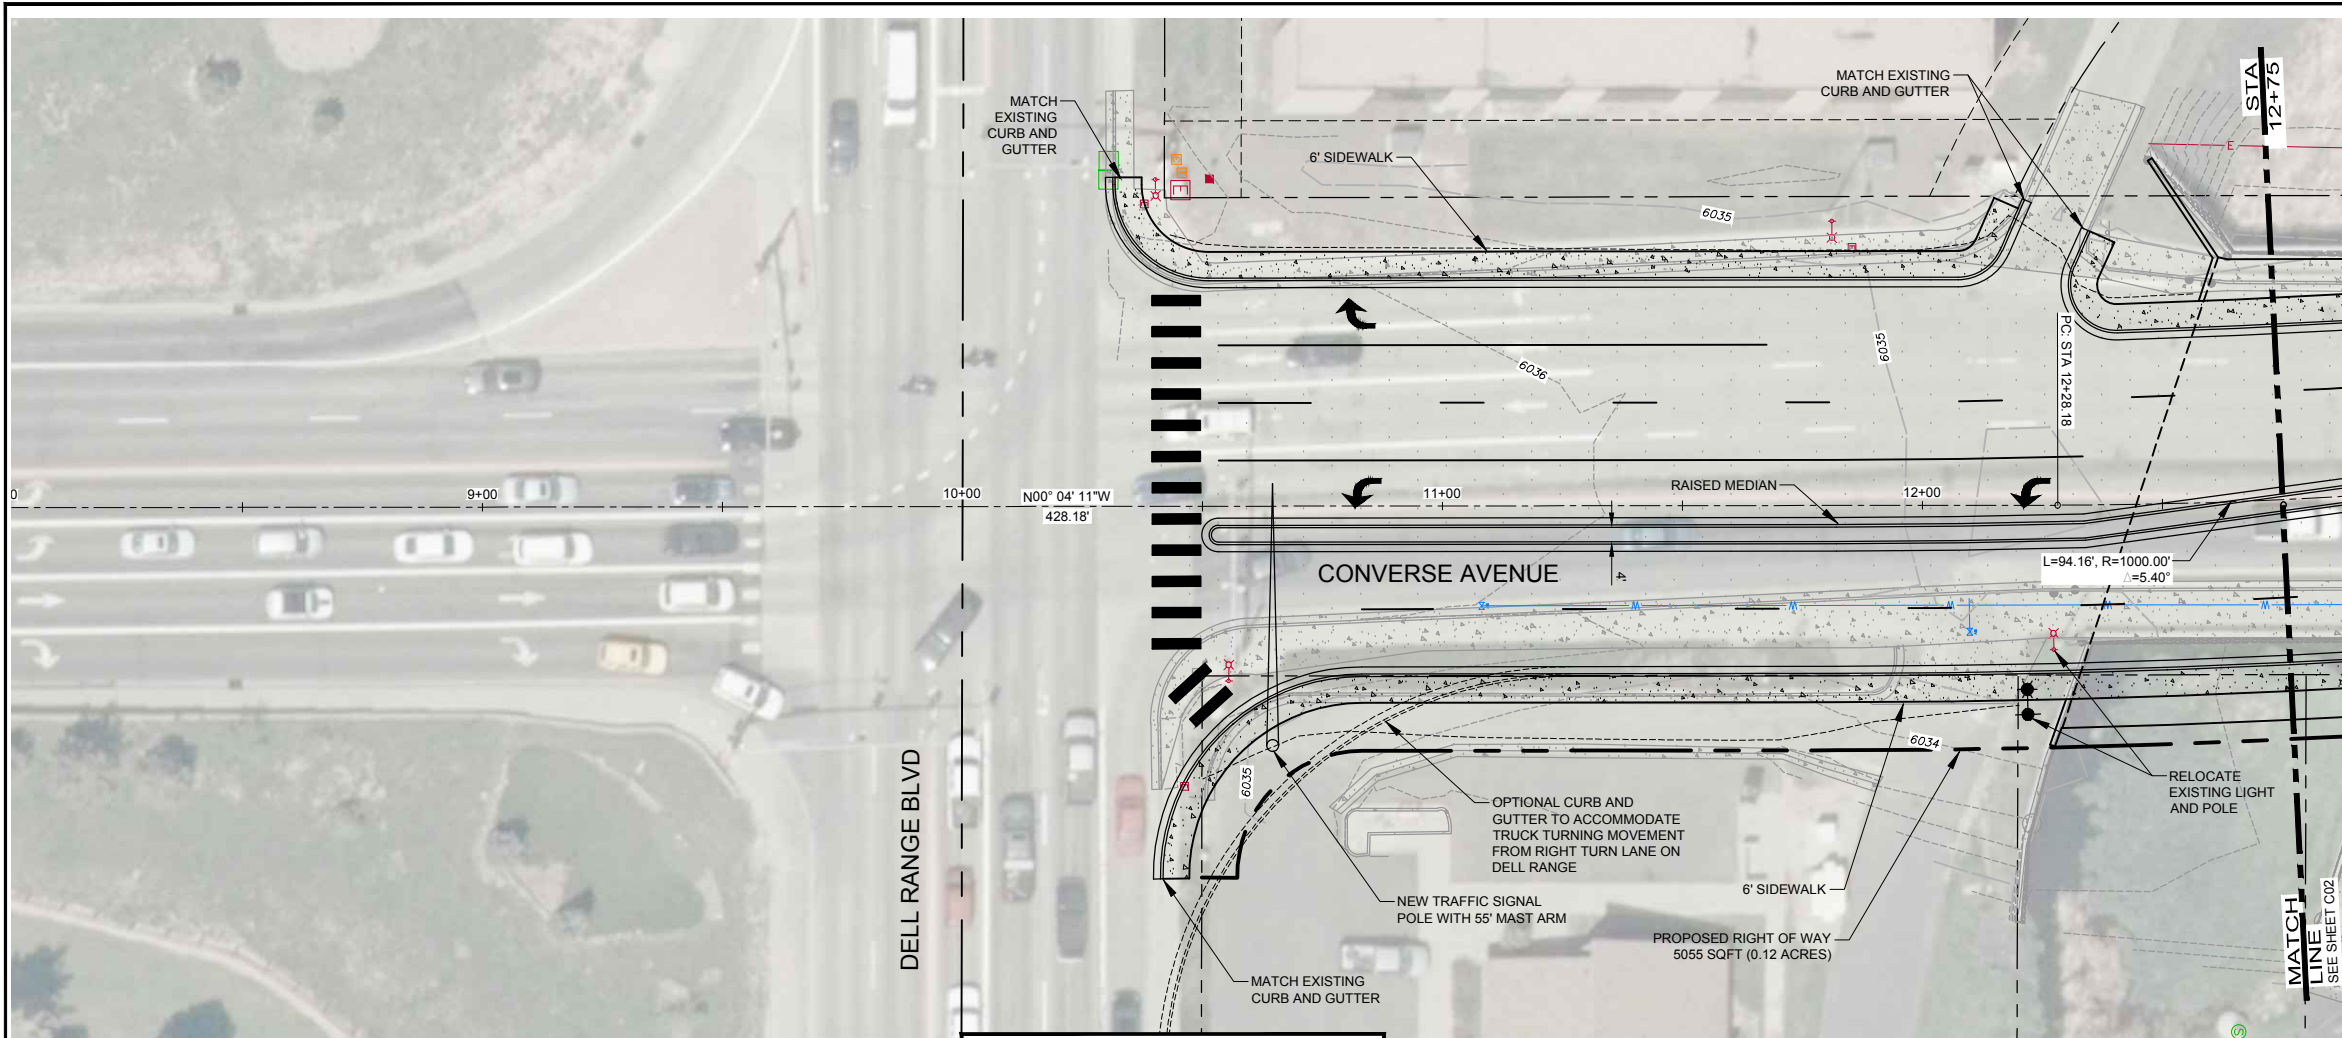 MATCH
EXISTING
CURB AND
GUTTER
6' SIDEWALK
MATCH EXISTING
CURB AND GUTTER
STA
12+75
E
E
6035
6036
6035
PC: STA 12+28.18
0
9+00
10+00
N00° 04' 11"W
428.18'
11+00
RAISED MEDIAN
12+00
CONVERSE AVENUE
4'
L=94.16', R=1000.00'
△=5.40°
W
W
W
W
W
DELL RANGE BLVD
6035
6034
OPTIONAL CURB AND
GUTTER TO ACCOMMODATE
TRUCK TURNING MOVEMENT
FROM RIGHT TURN LANE ON
DELL RANGE
NEW TRAFFIC SIGNAL
POLE WITH 55' MAST ARM
MATCH EXISTING
CURB AND GUTTER
6' SIDEWALK
PROPOSED RIGHT OF WAY
5055 SQFT (0.12 ACRES)
RELOCATE
EXISTING LIGHT
AND POLE
MATCH
LINE
SEE SHEET C02
S